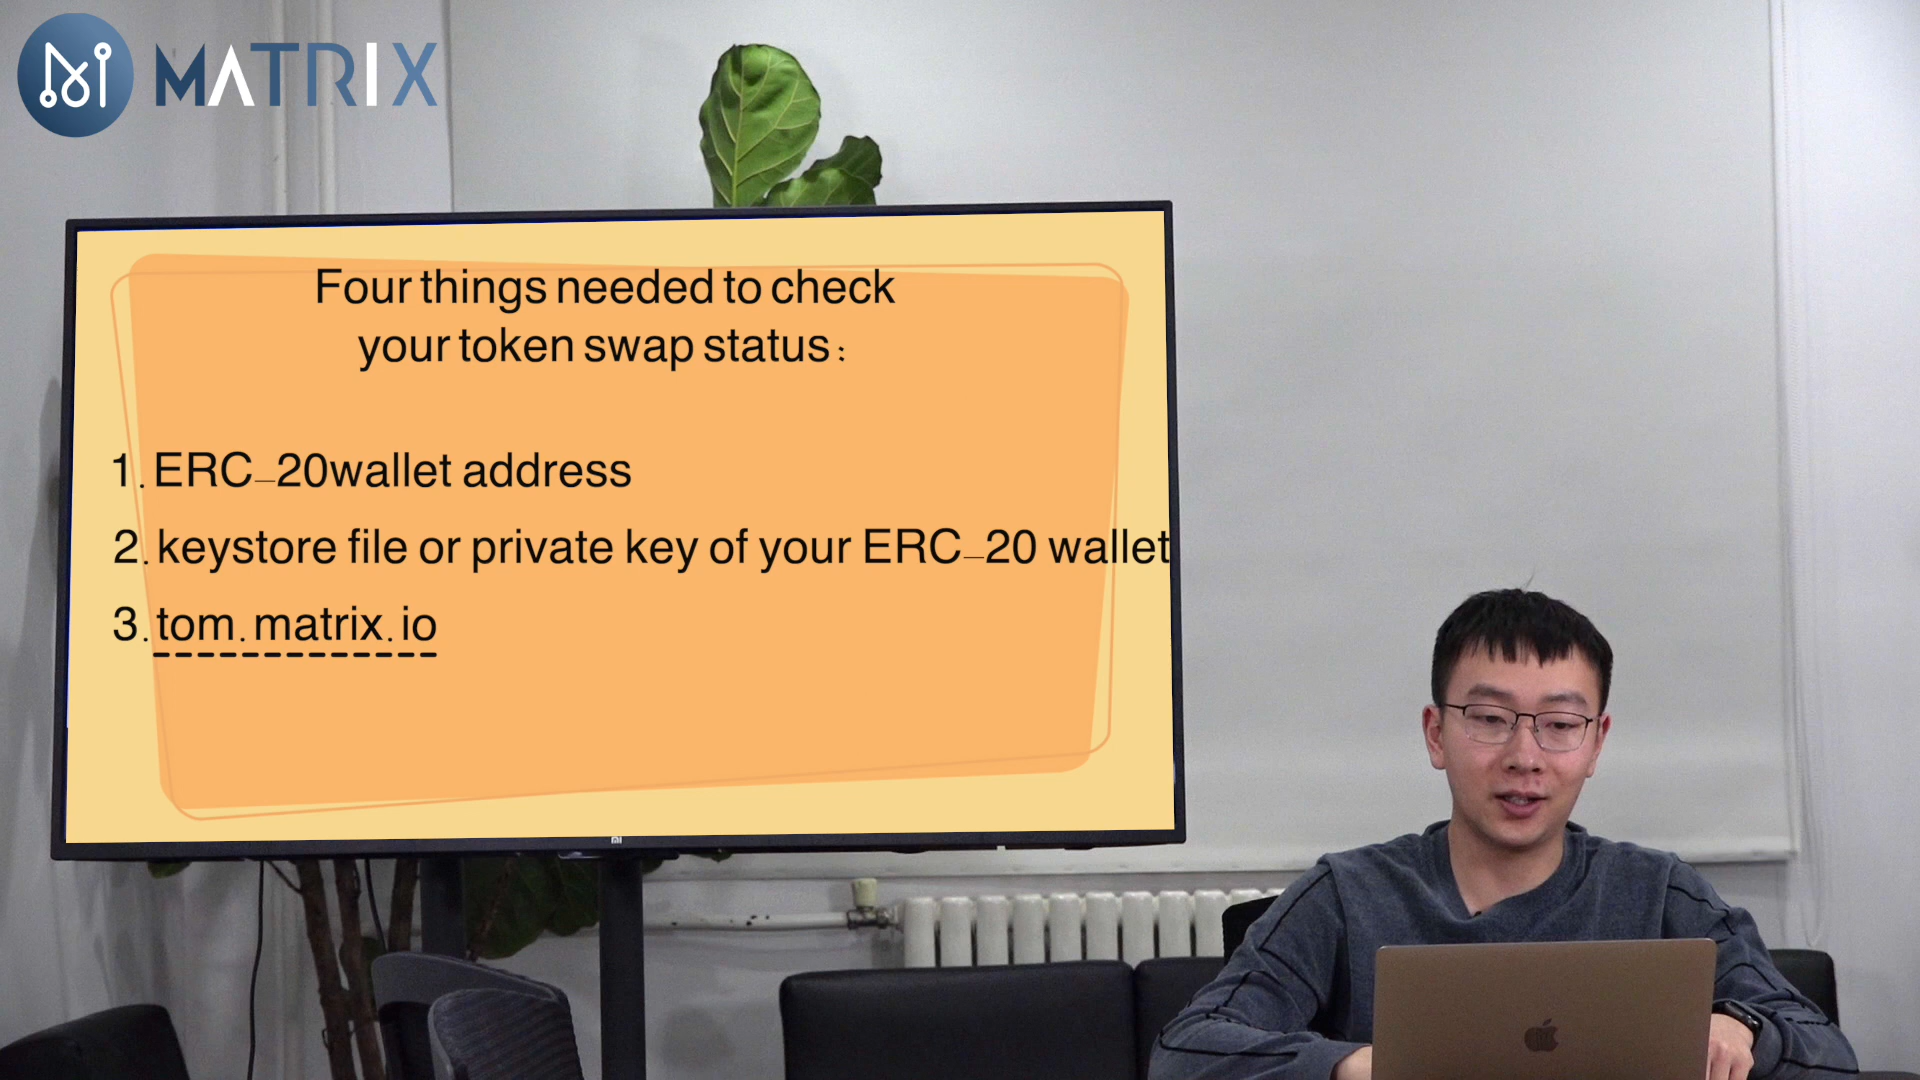 MATRIX
Four things needed to check
your token swap status:
1. ERC-20wallet address
2. keystore file or private key of your ERC-20 wallet
3. tom.matrix.io
mi